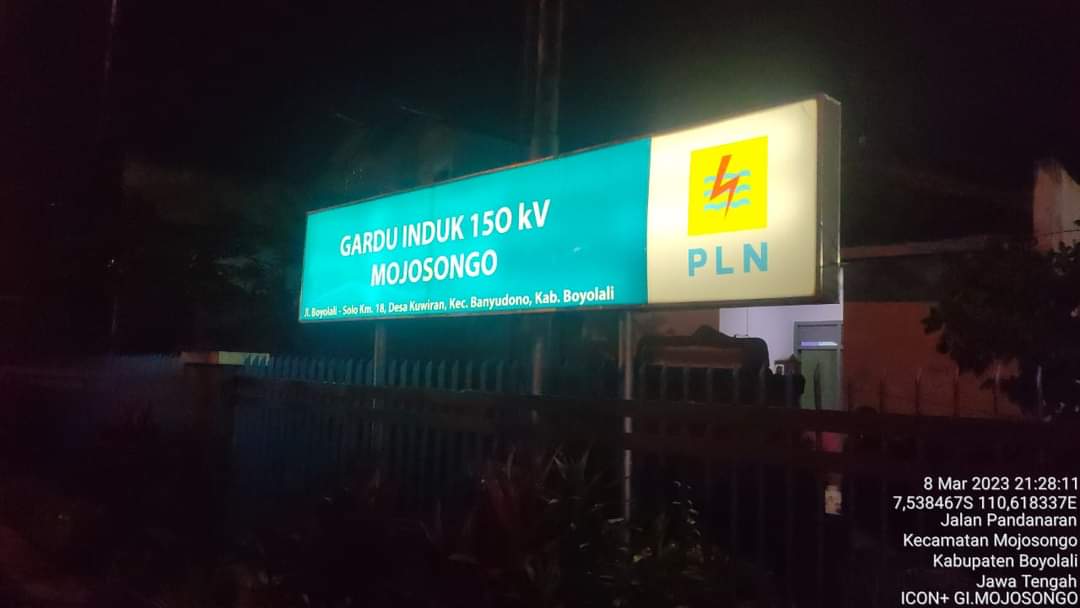 GARDU INDUK 150 kV
MOJOSONGO
Jl. Boyolali - Solo Km. 18, Desa Kuwiran, Kec. Banyudono, Kab. Boyolali
PLN
8 Mar 2023 21:28:11
7,538467S 110,618337E
Jalan Pandanaran
Kecamatan Mojosongo
Kabupaten Boyolali
Jawa Tengah
ICON+ GI.MOJOSONGO